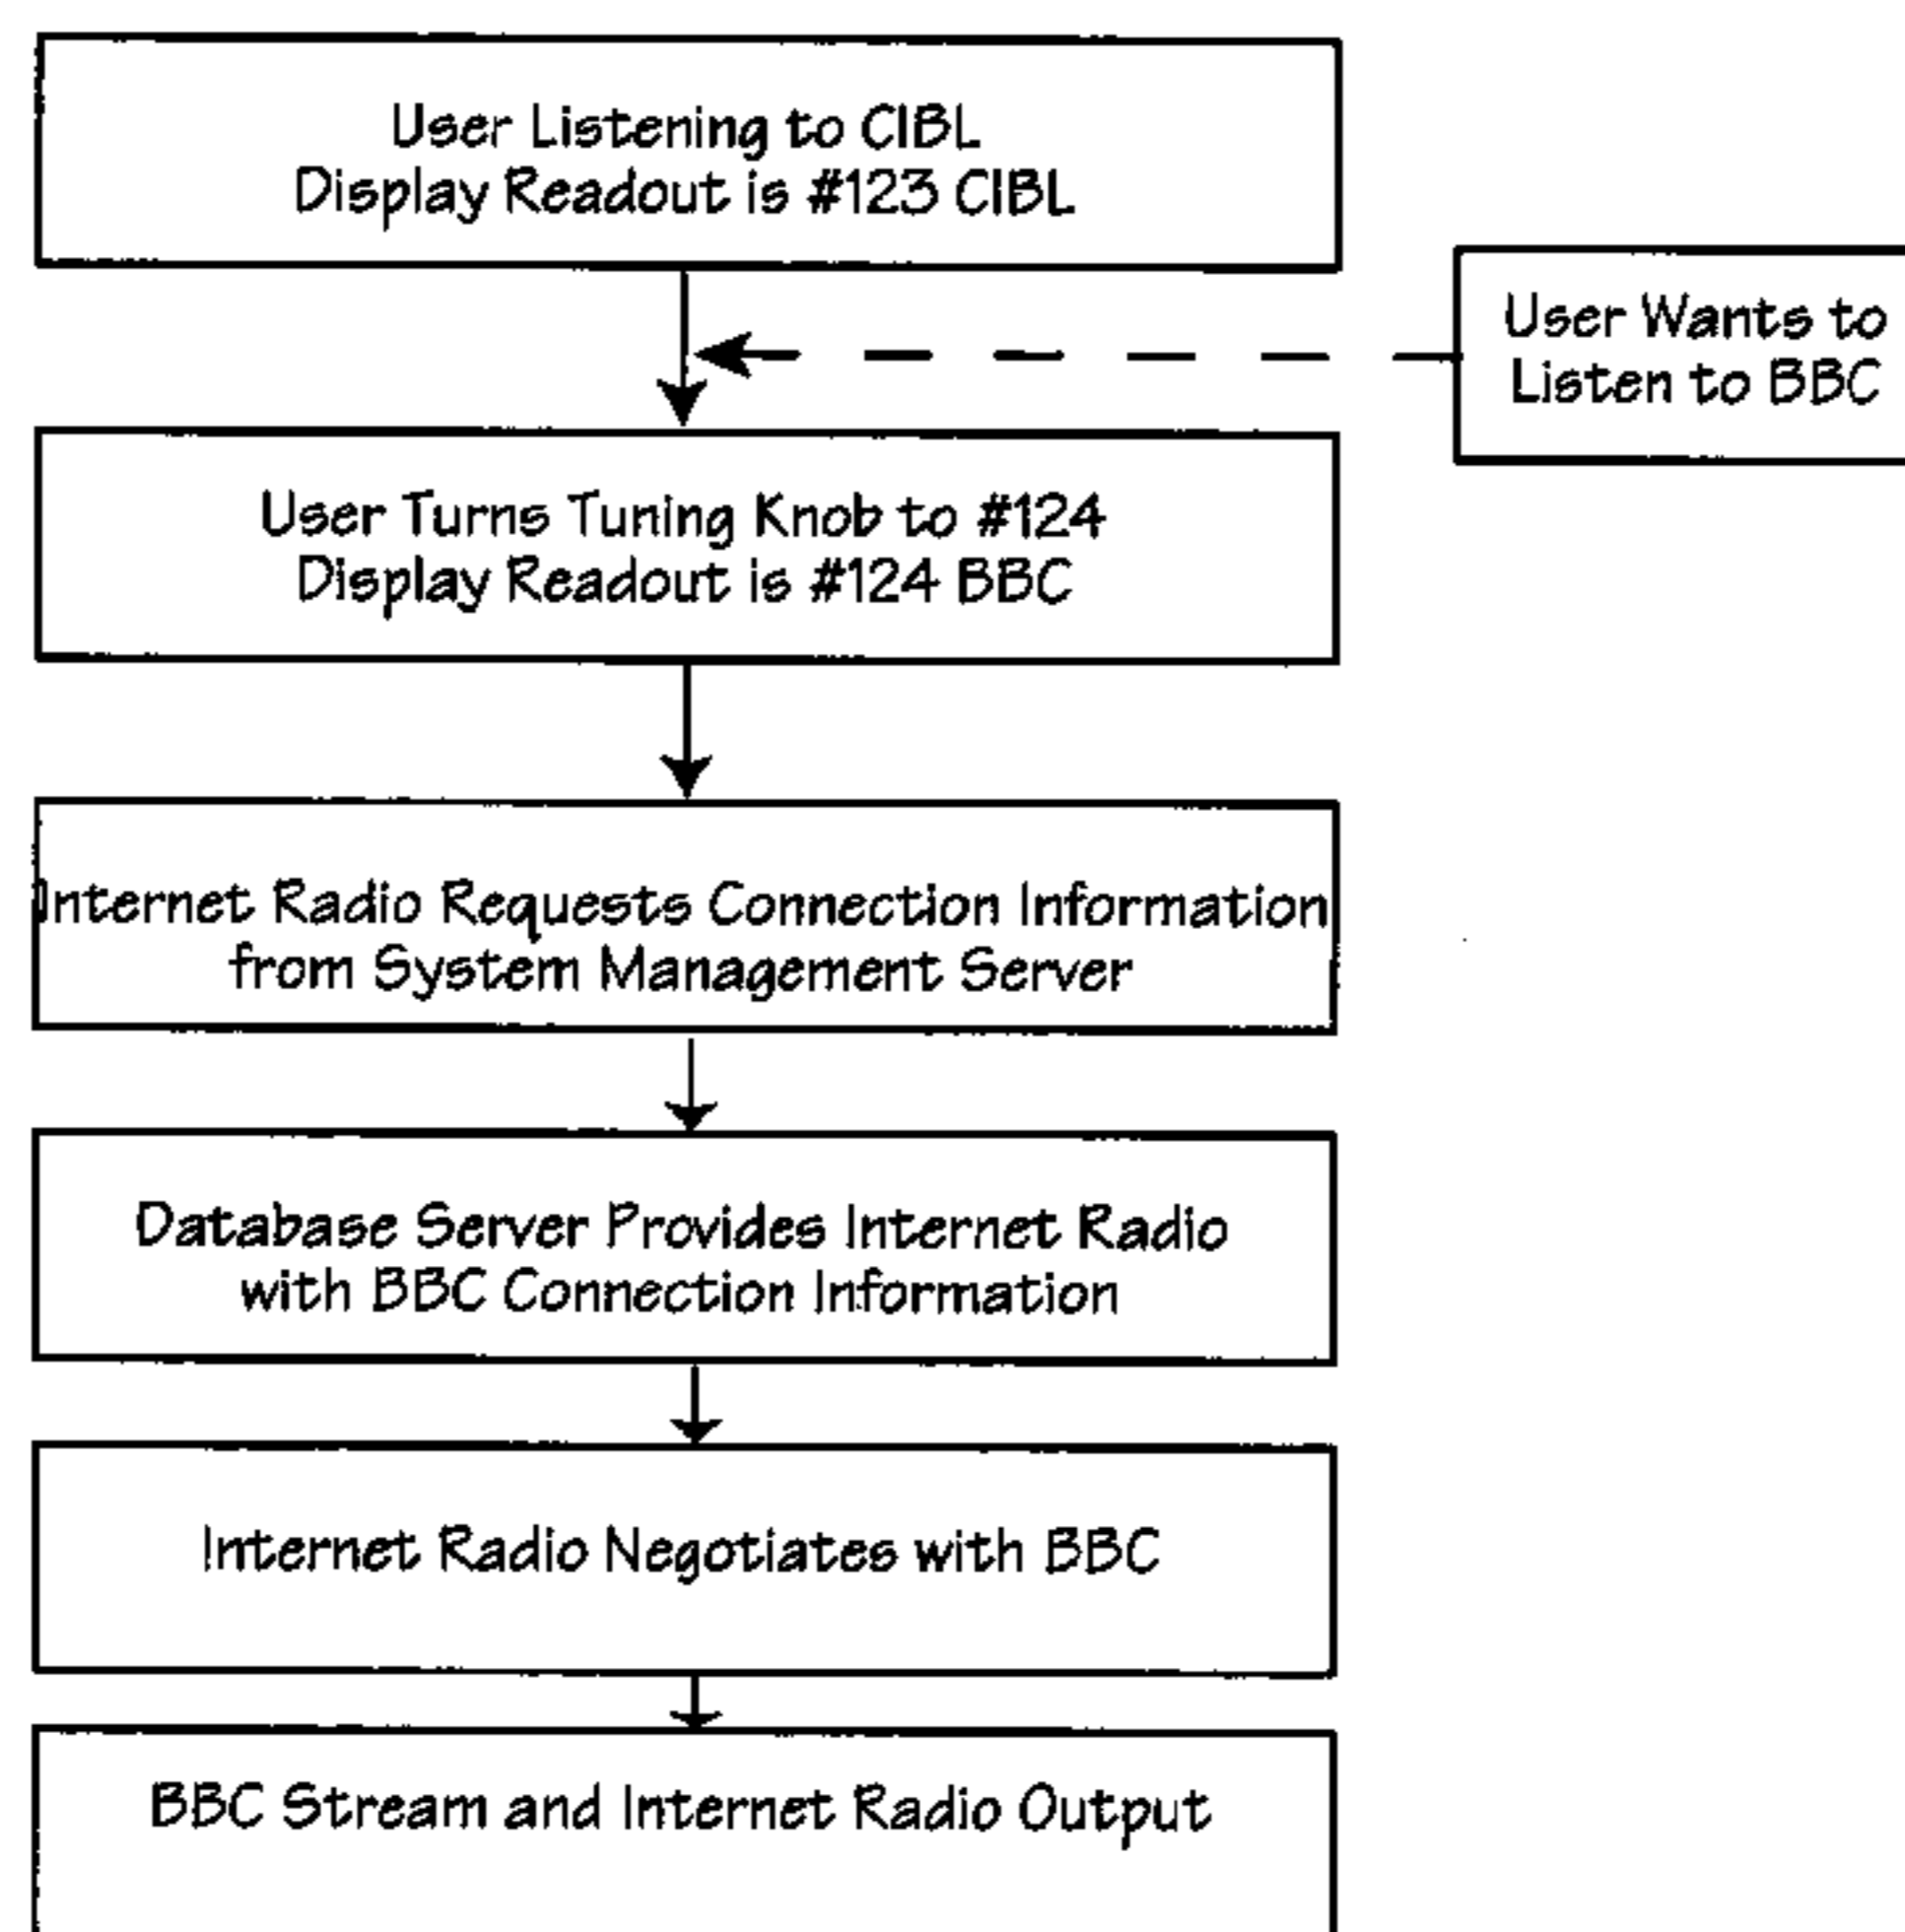 User Listening to CIBL
Display Readout is #123 CIBL
User Wants to
Listen to BBC
User Turns Tuning Knob to #124
Display Readout is #124 BBC
Internet Radio Requests Connection Information
from System Management Server
Database Server Provides Internet Radio
with BBC Connection Information
Internet Radio Negotiates with BBC
BBC Stream and Internet Radio Output